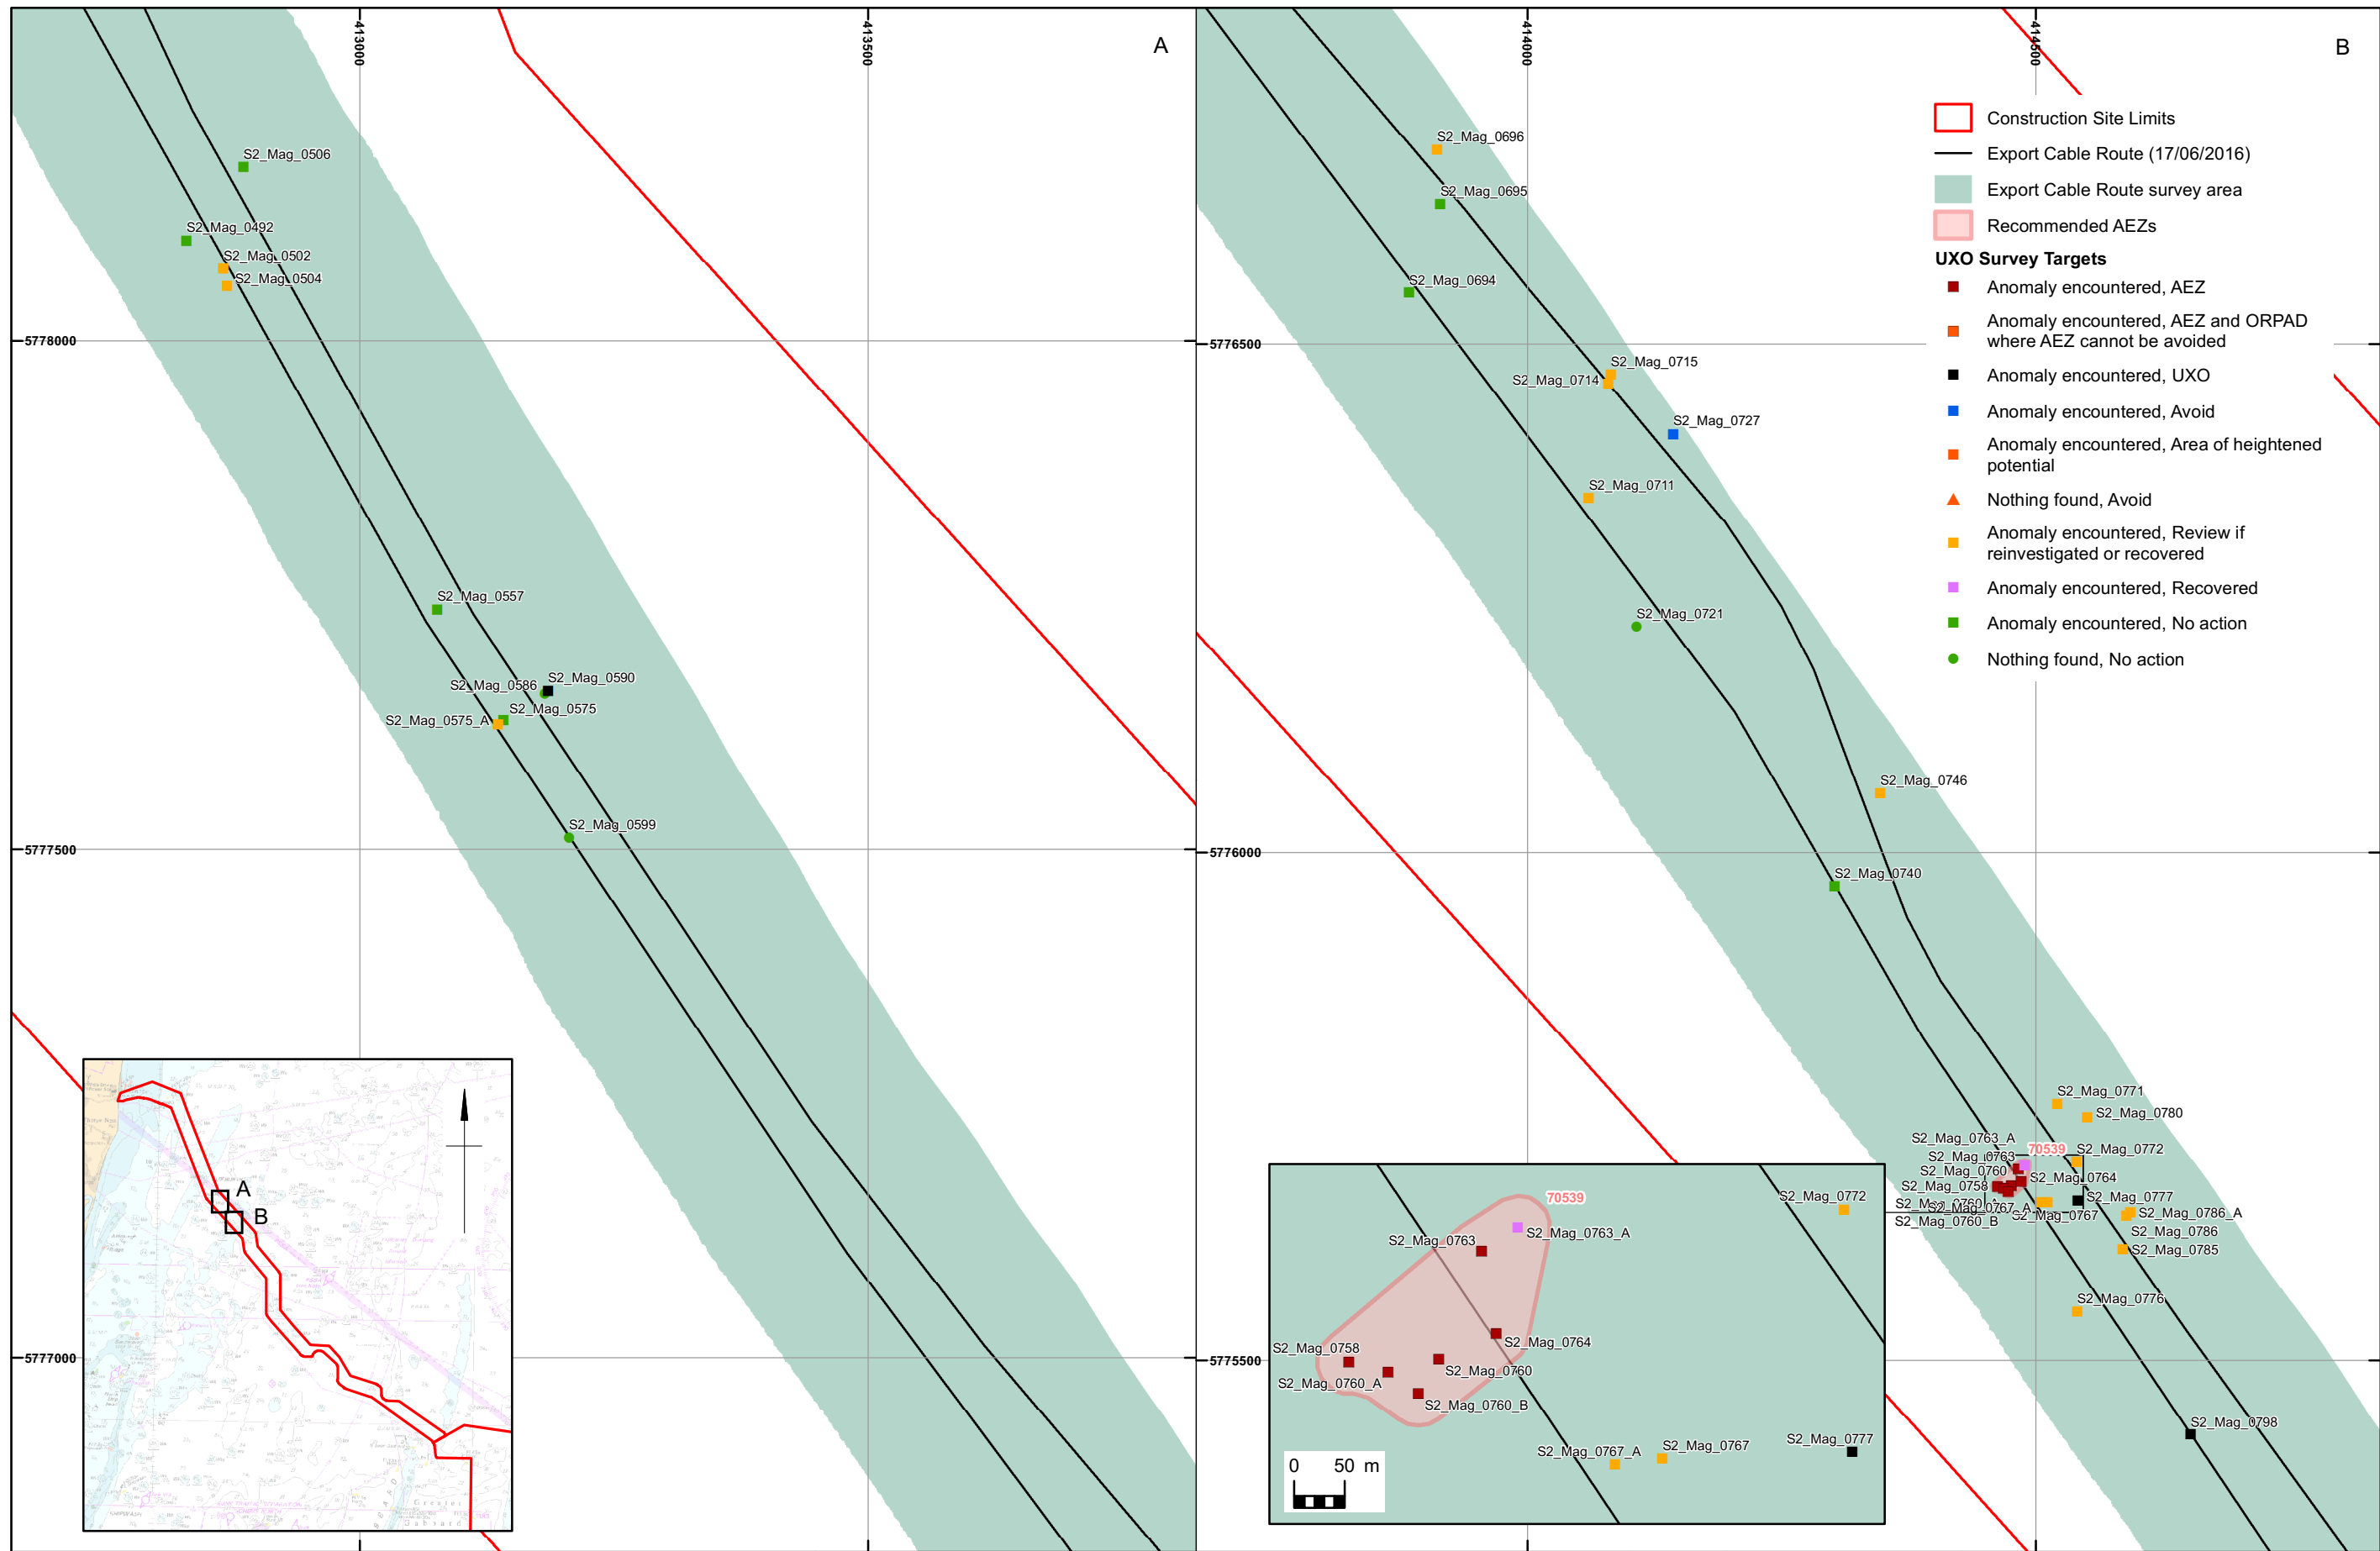 A
413000
413500
S2_Mag_0506
S2_Mag_0492
S2_Mag_0502
S2_Mag_0504
5778000
S2_Mag_0557
S2_Mag_0590
S2_Mag_0586
S2_Mag_0575
S2_Mag_0575_A
S2_Mag_0599
5777500
5777000
A
B
B
414000
414500
S2_Mag_0696
S2_Mag_0695
S2_Mag_0694
5776500
S2_Mag_0715
S2_Mag_0714
S2_Mag_0727
S2_Mag_0711
S2_Mag_0721
S2_Mag_0746
5776000
S2_Mag_0740
S2_Mag_0771
S2_Mag_0780
S2_Mag_0763_A
70539
S2_Mag_0772
S2_Mag_0763
S2_Mag_0760
S2_Mag_0764
S2_Mag_0758
S2_Mag_0777
S2_Mag_0760_A
S2_Mag_0767_A
S2_Mag_0767
S2_Mag_0786_A
S2_Mag_0760_B
S2_Mag_0786
S2_Mag_0785
S2_Mag_0776
5775500
S2_Mag_0798
Construction Site Limits
Export Cable Route (17/06/2016)
Export Cable Route survey area
Recommended AEZs
UXO Survey Targets
Anomaly encountered, AEZ
Anomaly encountered, AEZ and ORPAD
where AEZ cannot be avoided
Anomaly encountered, UXO
Anomaly encountered, Avoid
Anomaly encountered, Area of heightened
potential
Nothing found, Avoid
Anomaly encountered, Review if
reinvestigated or recovered
Anomaly encountered, Recovered
Anomaly encountered, No action
Nothing found, No action
70539
S2_Mag_0772
S2_Mag_0763_A
S2_Mag_0763
S2_Mag_0764
S2_Mag_0758
S2_Mag_0760
S2_Mag_0760_A
S2_Mag_0760_B
S2_Mag_0767_A
S2_Mag_0767
S2_Mag_0777
0 50 m